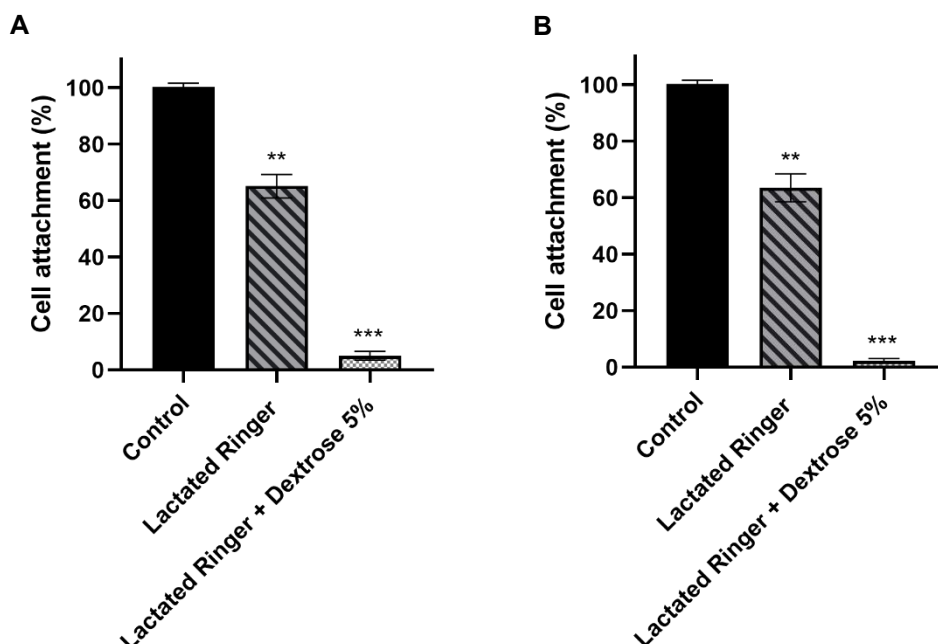 A
Cell attachment (%)
100
80
60
40
20
0
**
***
Control
Lactated Ringer
Lactated Ringer + Dextrose 5%
B
Cell attachment (%)
100
80
60
40
20
0
**
***
Control
Lactated Ringer
Lactated Ringer + Dextrose 5%